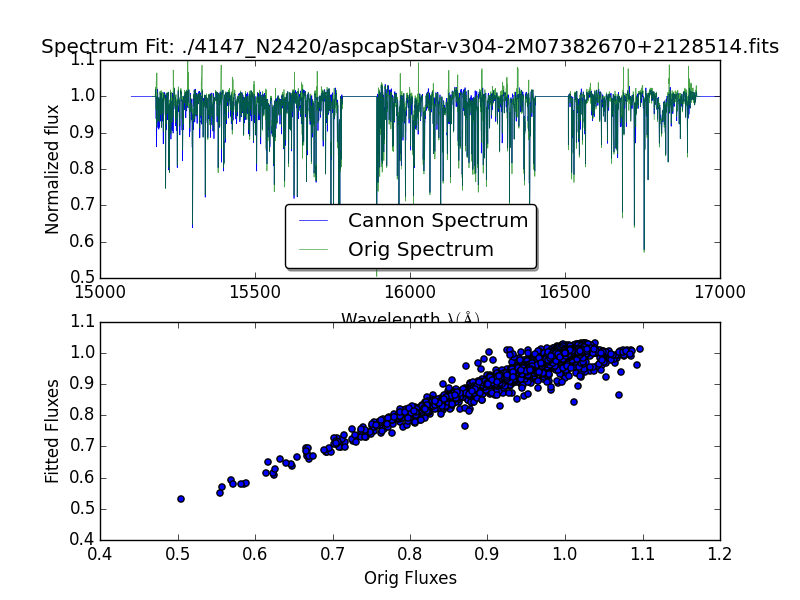 Spectrum Fit: ./4147_N2420/aspcapStar-v304-2M07382670+2128514.fits
1.1
1.0
0.9
0.8
0.7
0.6
0.5
Normalized flux
Cannon Spectrum
Orig Spectrum
15000 15500 16000 16500 17000
Wavelength λ(Å)
1.1
1.0
0.9
0.8
0.7
0.6
0.5
0.4
Fitted Fluxes
0.4 0.5 0.6 0.7 0.8 0.9 1.0 1.1 1.2
Orig Fluxes